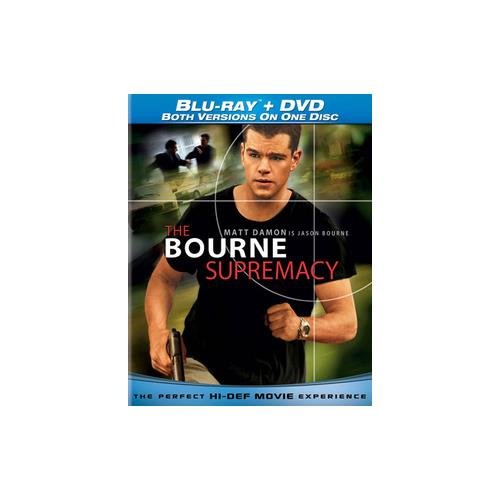 BLU-RAY™ + DVD
BOTH VERSIONS ON ONE DISC
MATT DAMON IS JASON BOURNE
THE
BOURNE
SUPREMACY
THE PERFECT HI-DEF MOVIE EXPERIENCE